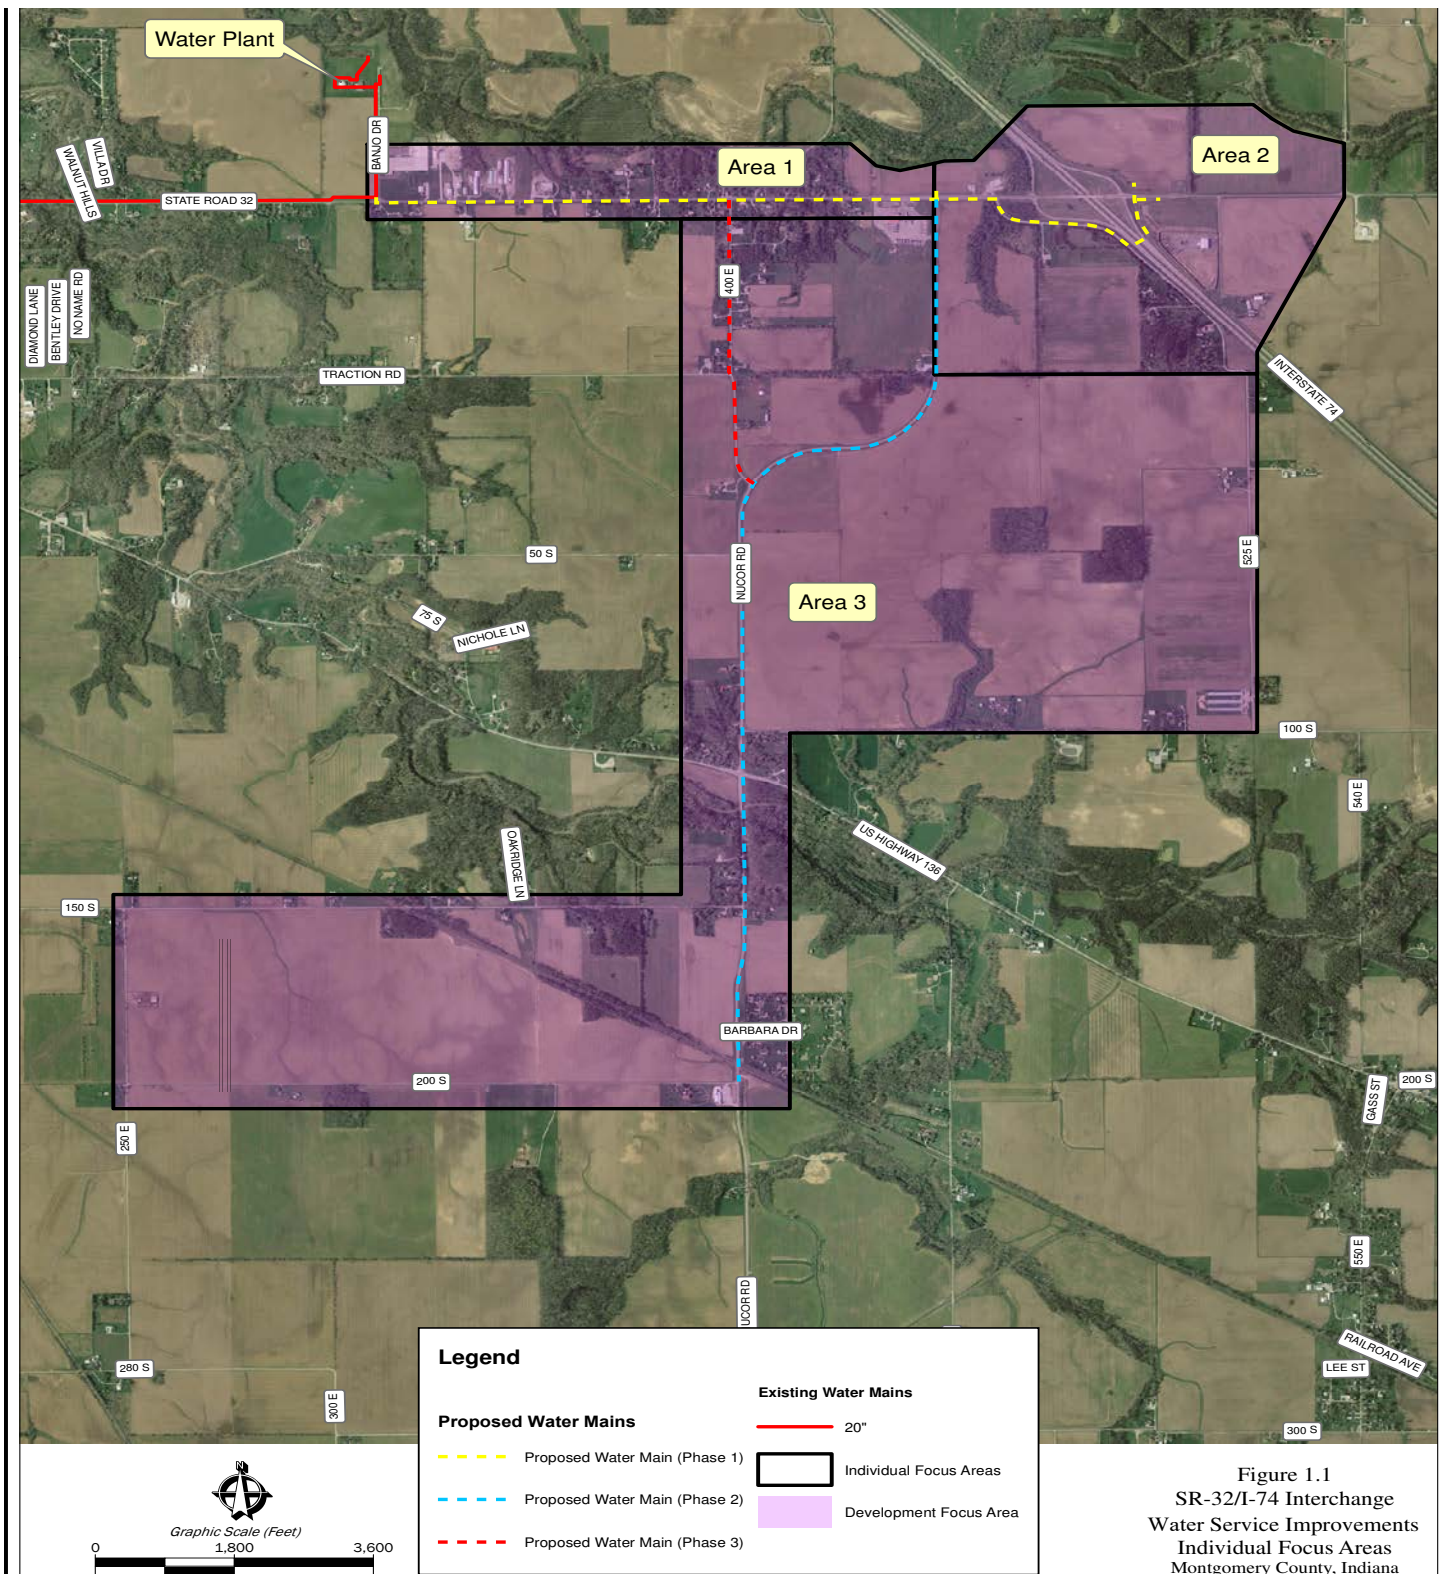 Water Plant
BANJO DR
VILLA DR
WALNUT HILLS
STATE ROAD 32
Area 1
Area 2
400 E
DIAMOND LANE
BENTLEY DRIVE
NO NAME RD
TRACTION RD
INTERSTATE 74
50 S
NUCOR RD
525 E
Area 3
75 S
NICHOLE LN
100 S
540 E
US HIGHWAY 136
OAKRIDGE LN
150 S
BARBARA DR
200 S
200 S
GASS ST
250 E
550 E
UCOR RD
RAILROAD AVE
LEE ST
280 S
300 E
300 S
Legend
Existing Water Mains
Proposed Water Mains
20"
Proposed Water Main (Phase 1)
Individual Focus Areas
Proposed Water Main (Phase 2)
Development Focus Area
Proposed Water Main (Phase 3)
N
Graphic Scale (Feet)
0 1,800 3,600
Figure 1.1
SR-32/I-74 Interchange
Water Service Improvements
Individual Focus Areas
Montgomery County, Indiana